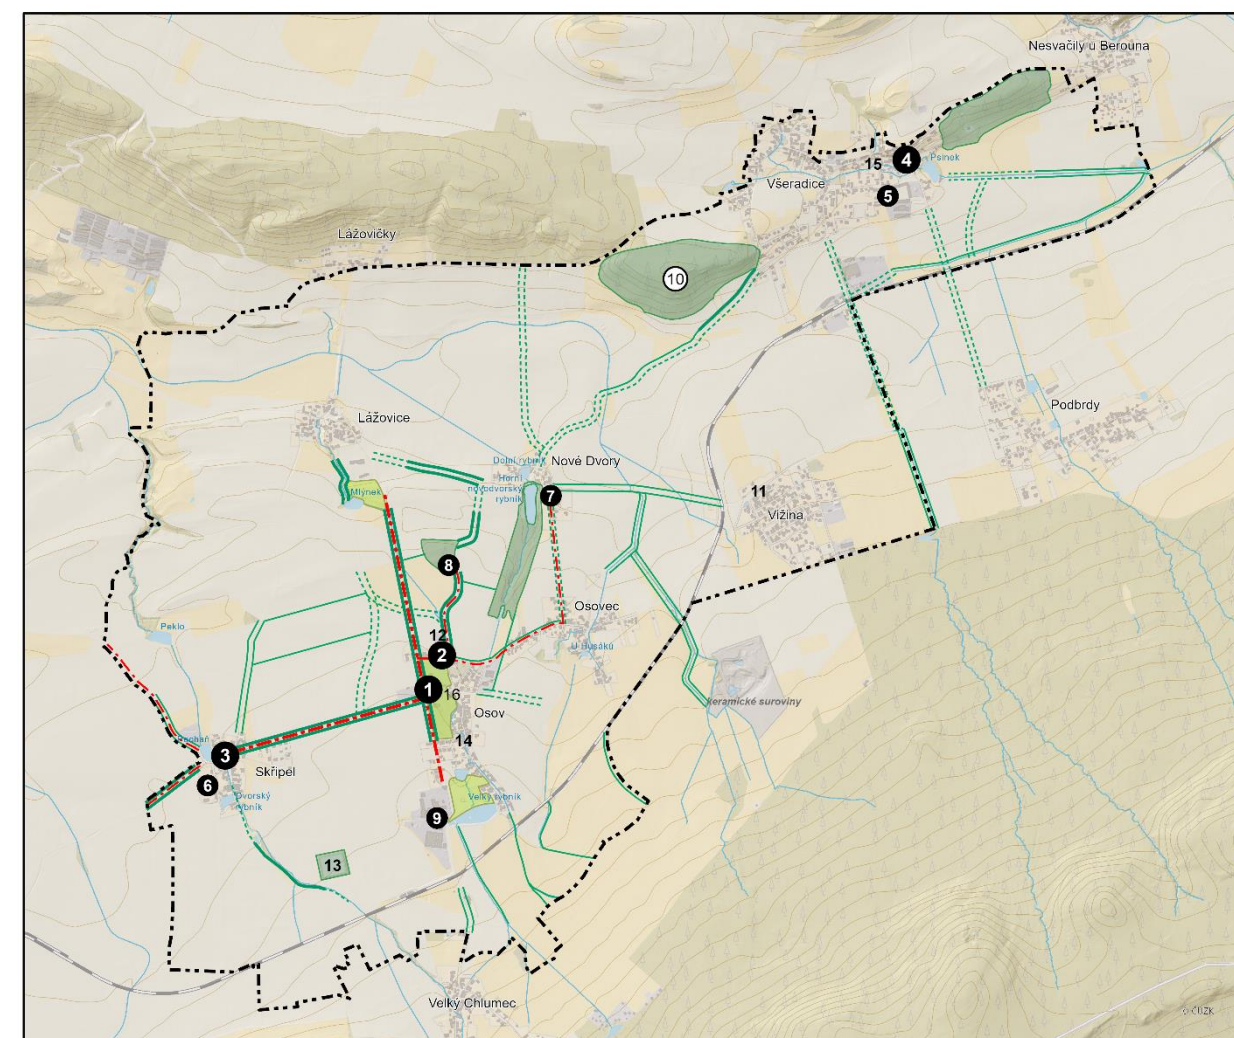 Nesvačily u Berouna
15
4
Psinek
Všeradice
5
Lážovičky
10
Lážovice
Podbrdy
Dolní rybník
Nové Dvory
Horní
novodvorský
rybník
7
Mlýnek
11
Vižina
8
Osovec
Peklo
12
2
U Husáků
1
16
keramické suroviny
Osov
14
3
Skřipel
6
Dvorský
rybník
Velký rybník
9
13
Velký Chlumec
© ČÚZK